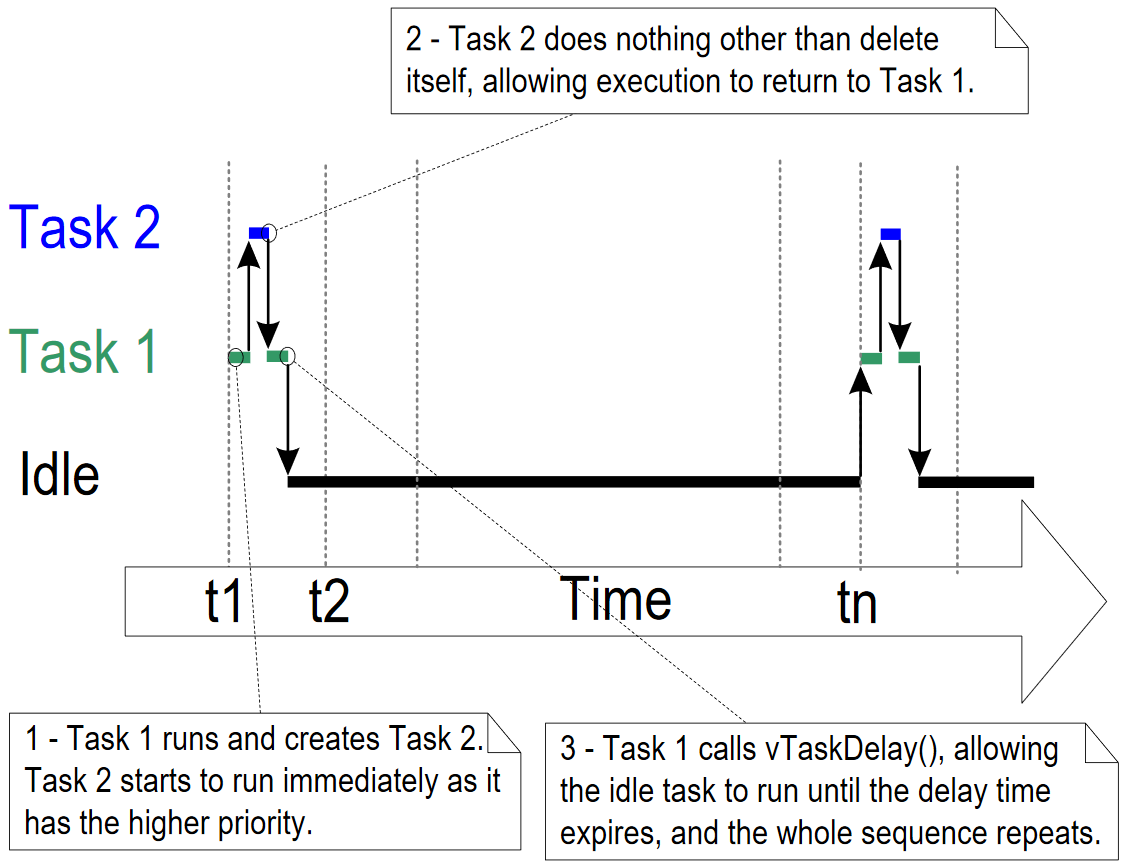 2 - Task 2 does nothing other than delete
itself, allowing execution to return to Task 1.
Task 2
Task 1
Idle
t1 t2 Time tn
1 - Task 1 runs and creates Task 2.
Task 2 starts to run immediately as it
has the higher priority.
3 - Task 1 calls vTaskDelay(), allowing
the idle task to run until the delay time
expires, and the whole sequence repeats.